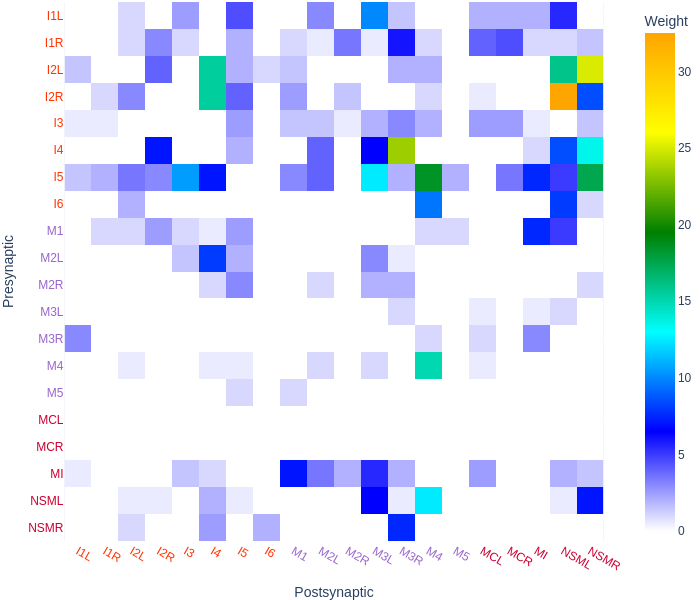 Weight
I1L
I1R
I2L
I2R
I3
I4
I5
I6
M1
M2L
M2R
M3L
M3R
M4
M5
MCL
MCR
MI
NSML
NSMR
Presynaptic
I1L I1R I2L I2R I3 I4 I5 I6 M1 M2L M2R M3L M3R M4 M5 MCL MCR MI NSML NSMR
Postsynaptic
30
25
20
15
10
5
0